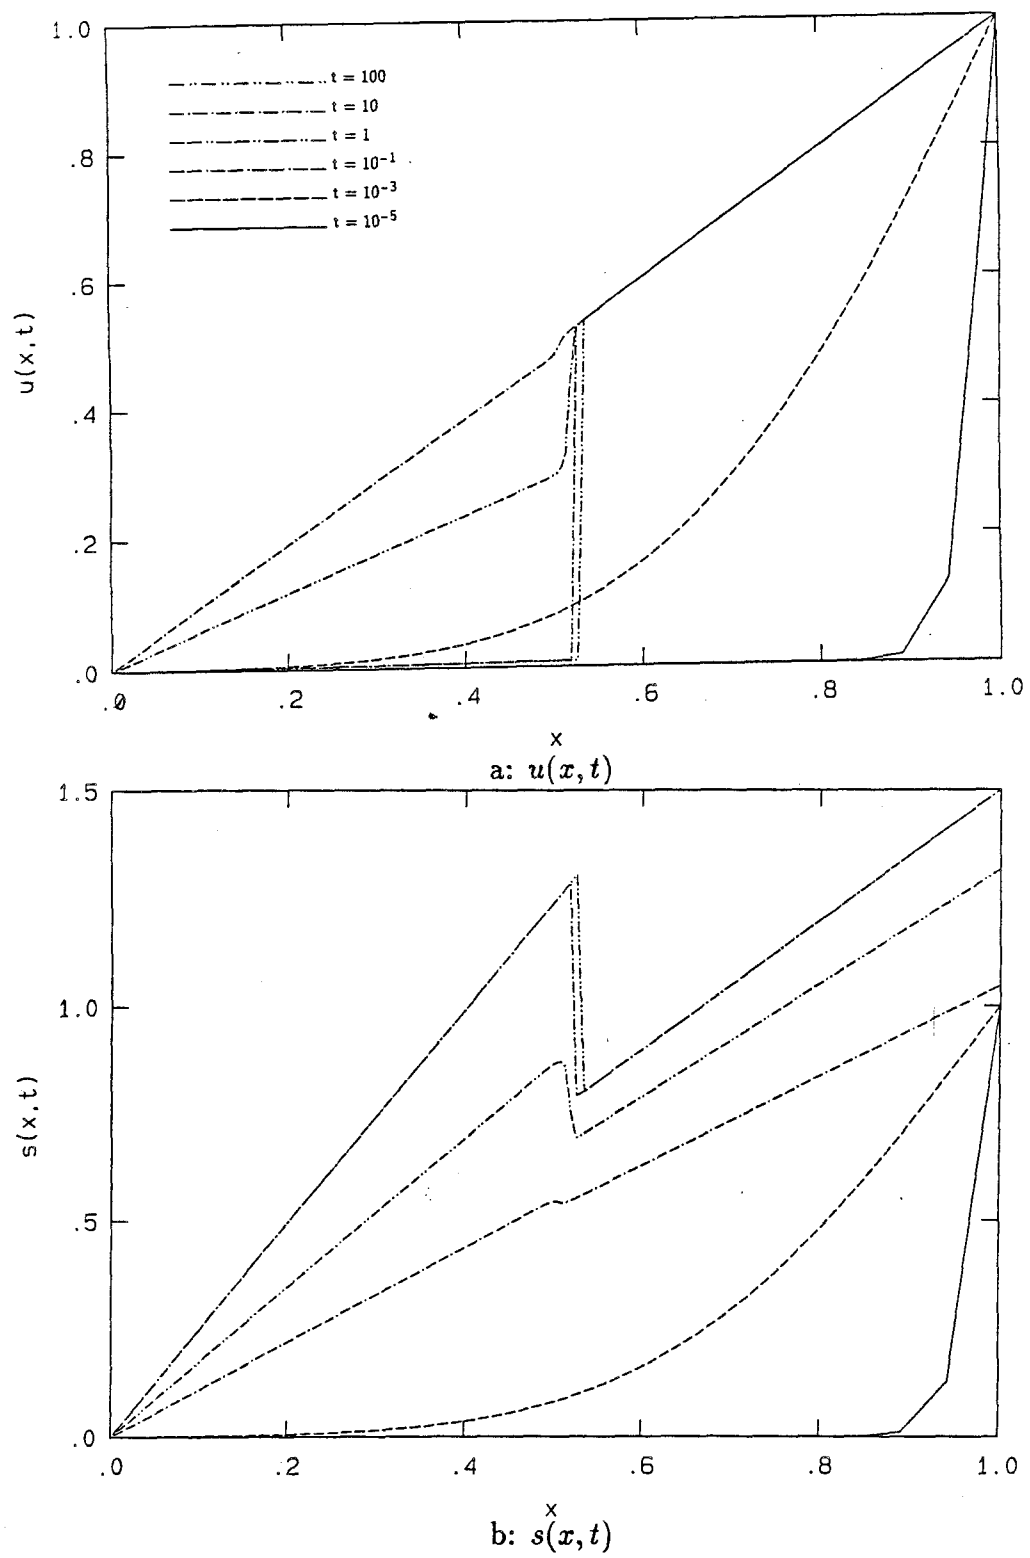 1.0
.8
.6
.4
.2
.0
u(x,t)
t = 100
t = 10
t = 1
t = 10⁻¹
t = 10⁻³
t = 10⁻⁵
.0 .2 .4 .6 .8 1.0
x
a: u(x, t)
1.5
1.0
.5
.0
s(x,t)
.0 .2 .4 .6 .8 1.0
x
b: s(x, t)